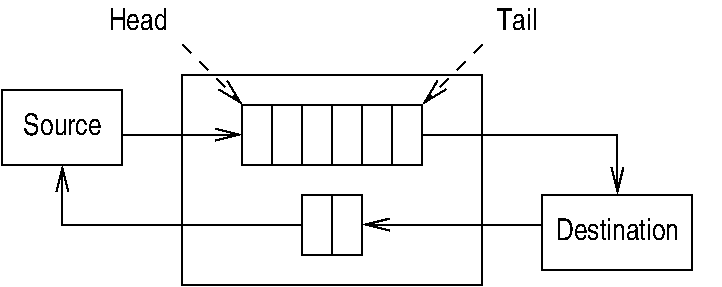 Head
Tail
Source
Destination